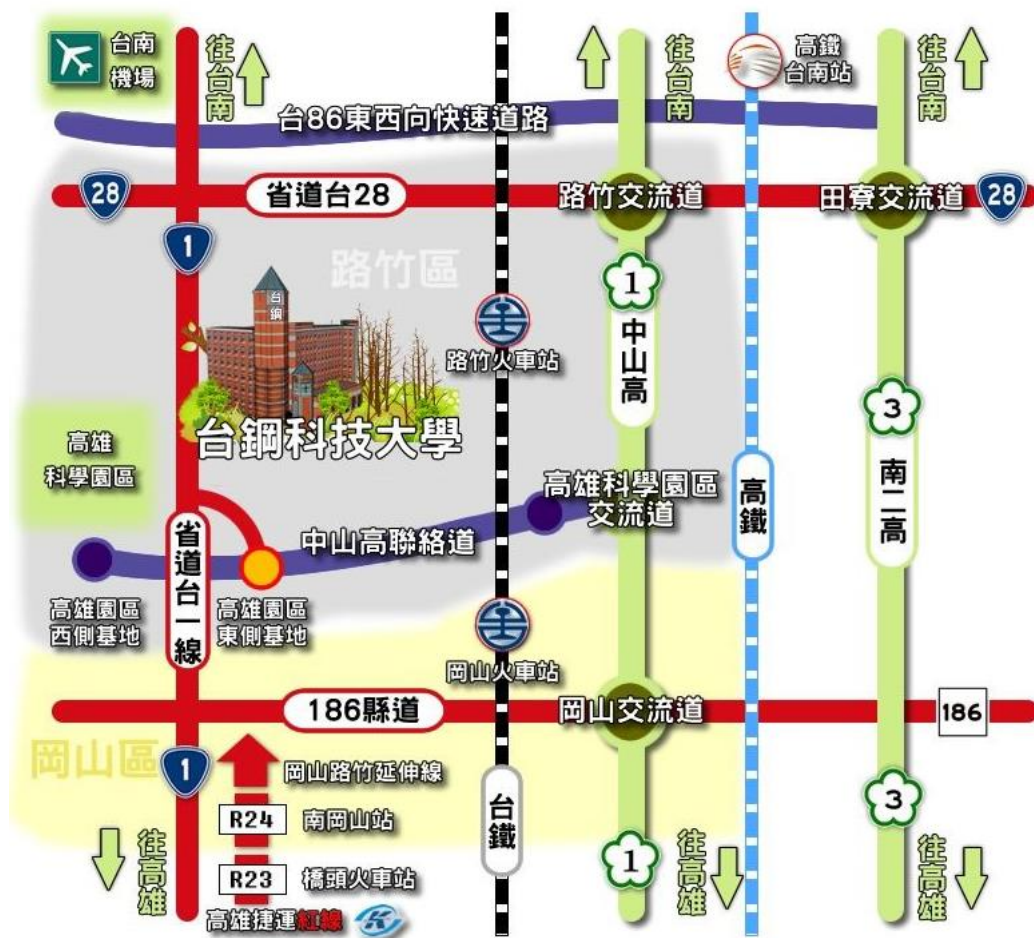 台南
機場
往台南
往台南
高鐵
台南站
往台南
台86東西向快速道路
28
省道台28
路竹交流道
田寮交流道
28
1
路竹區
1
台鋼
中山高
路竹火車站
3
台鋼科技大學
高雄
科學園區
高雄科學園區
交流道
高鐵
南二高
省道台一線
中山高聯絡道
高雄園區
西側基地
高雄園區
東側基地
岡山火車站
186縣道
岡山交流道
186
岡山區
1
岡山路竹延伸線
3
R24
南岡山站
台鐵
1
往高雄
往高雄
往高雄
R23
橋頭火車站
高雄捷運紅線